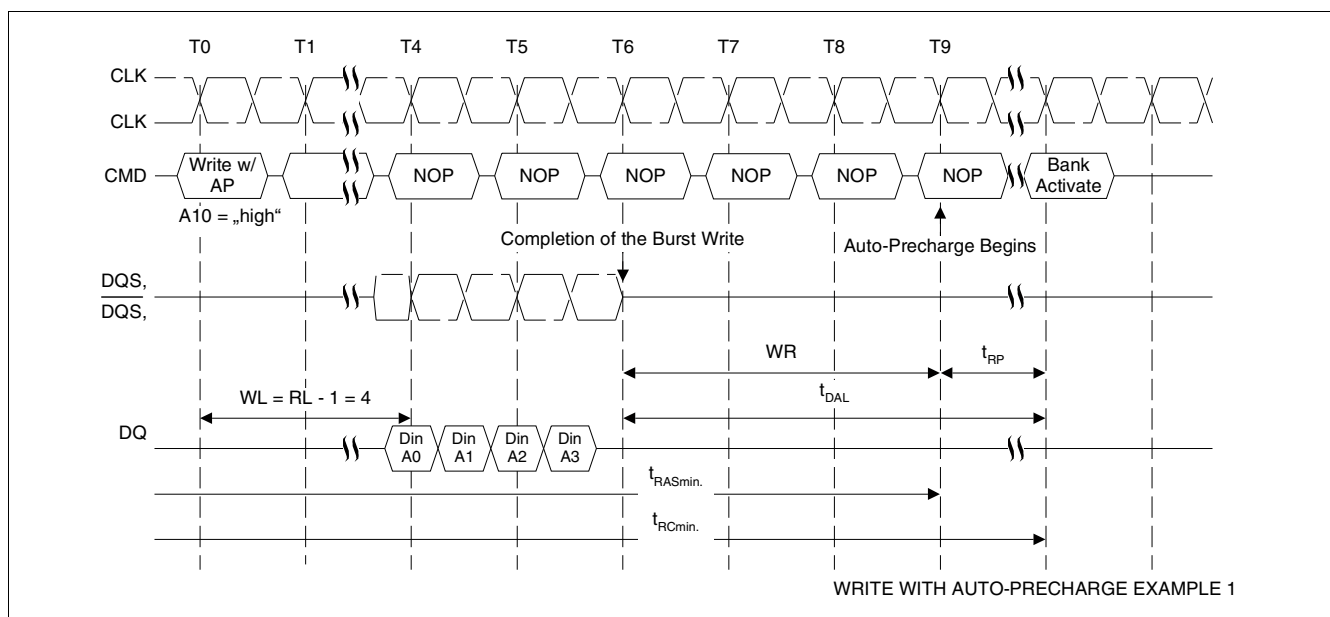 T0 T1 T4 T5 T6 T7 T8 T9
CLK
CLK
CMD Write w/ AP NOP NOP NOP NOP NOP NOP Bank Activate
A10 = „high“
Completion of the Burst Write
Auto-Precharge Begins
DQS,
DQS,
WR tRP
tDAL
WL = RL - 1 = 4
DQ Din A0 Din A1 Din A2 Din A3
tRASmin.
tRCmin.
WRITE WITH AUTO-PRECHARGE EXAMPLE 1